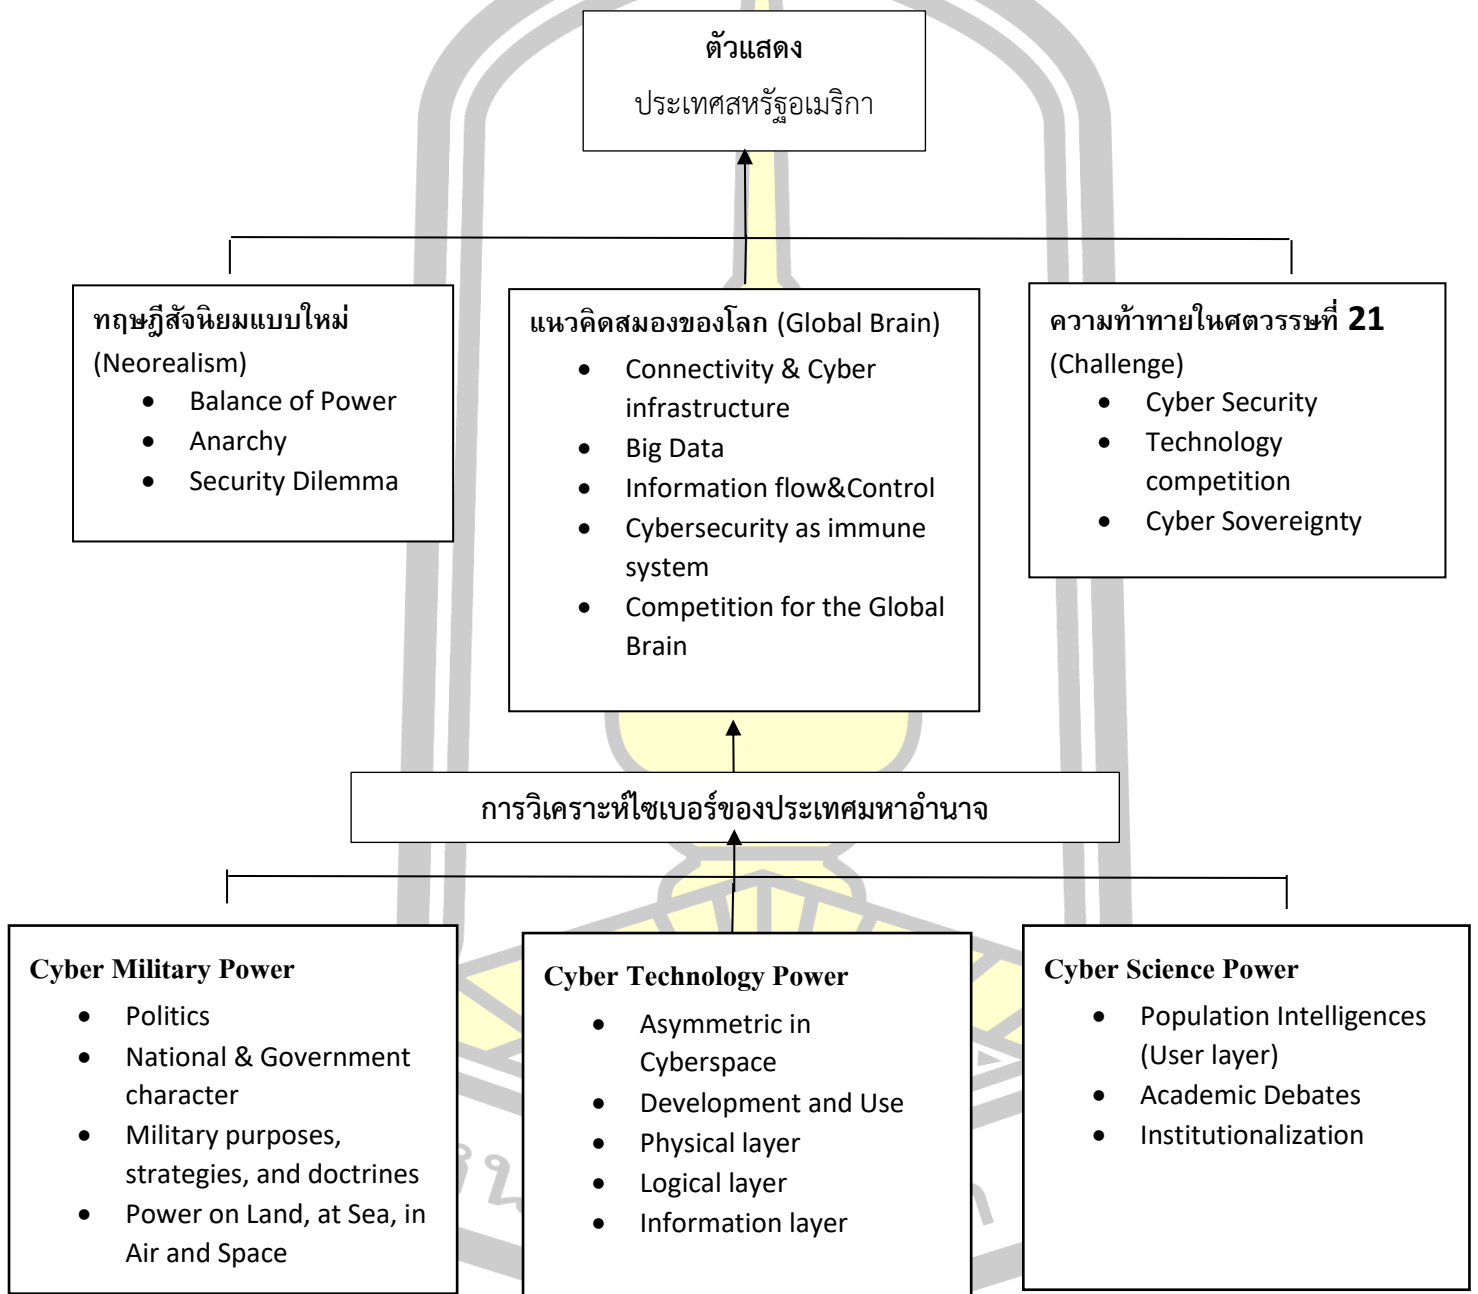 ตัวแสดง
ประเทศสหรัฐอเมริกา
ทฤษฎีสัจนิยมแบบใหม่
(Neorealism)
• Balance of Power
• Anarchy
• Security Dilemma
แนวคิดสมองของโลก (Global Brain)
• Connectivity & Cyber
infrastructure
• Big Data
• Information flow&Control
• Cybersecurity as immune
system
• Competition for the Global
Brain
ความท้าทายในศตวรรษที่ 21
(Challenge)
• Cyber Security
• Technology
competition
• Cyber Sovereignty
การวิเคราะห์ไซเบอร์ของประเทศมหาอำนาจ
Cyber Military Power
• Politics
• National & Government
character
• Military purposes,
strategies, and doctrines
• Power on Land, at Sea, in
Air and Space
Cyber Technology Power
• Asymmetric in
Cyberspace
• Development and Use
• Physical layer
• Logical layer
• Information layer
Cyber Science Power
• Population Intelligences
(User layer)
• Academic Debates
• Institutionalization